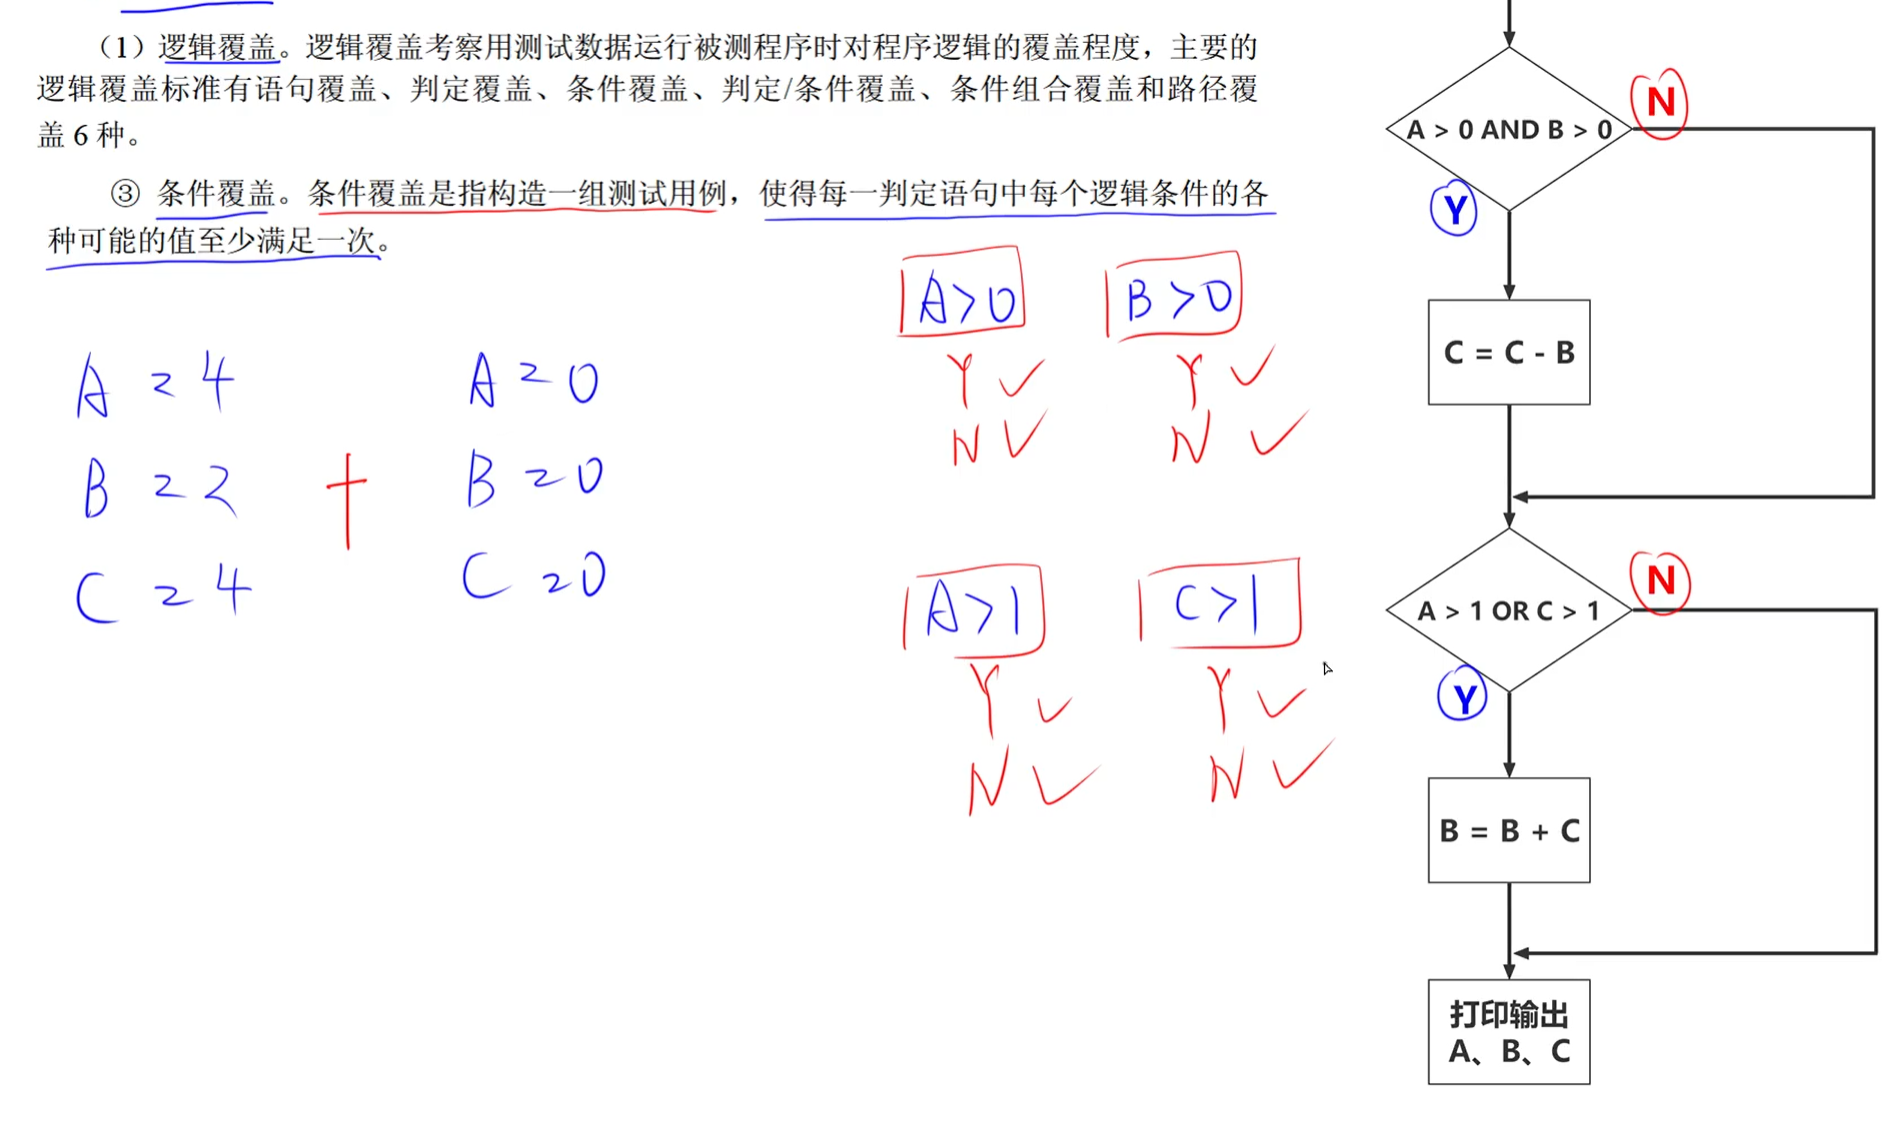 （1）逻辑覆盖。逻辑覆盖考察用测试数据运行被测程序时对程序逻辑的覆盖程度，主要的
逻辑覆盖标准有语句覆盖、判定覆盖、条件覆盖、判定/条件覆盖、条件组合覆盖和路径覆
盖 6 种。
③ 条件覆盖。条件覆盖是指构造一组测试用例，使得每一判定语句中每个逻辑条件的各
种可能的值至少满足一次。
A = 4
B = 2
C = 4
+
A = 0
B = 0
C = 0
A>0
Y ✓
N ✓
B>0
Y ✓
N ✓
A>1
Y ✓
N ✓
C>1
Y ✓
N ✓
A > 0 AND B > 0
N
Y
C = C - B
A > 1 OR C > 1
N
Y
B = B + C
打印输出
A、B、C